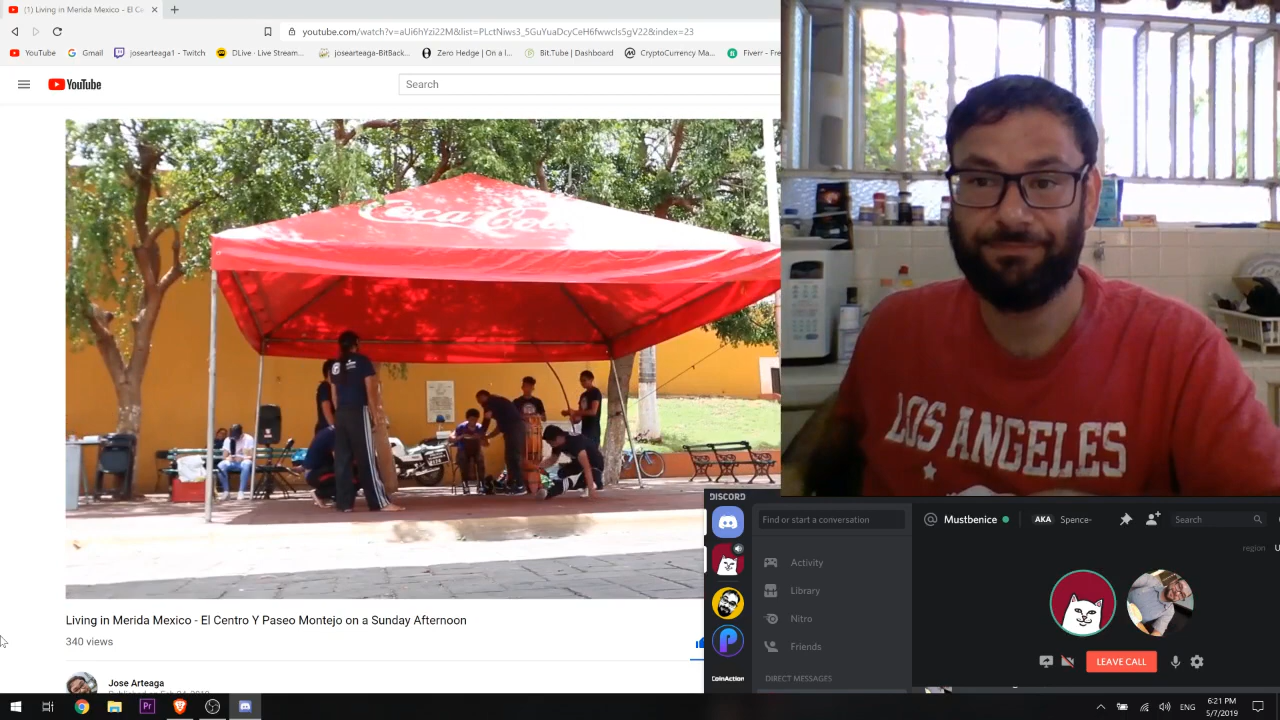 (1) Living in Merida Mexico - El C
youtube.com/watch?v=aUi6hYaI22M&list=PLctNiws3_5GuYuaDcyCeH6fwwcIs5gV22&index=23
YouTube
Gmail
josearteaga1 - Twitch
DLive · Live Stream...
josearteaga-BitBack...
Zero Hedge | On a l...
Bit.Tube | Dashboard
CryptoCurrency Ma...
Fiverr - Fre
YouTube
Search
Coca-Cola
LOS ANGELES
Living in Merida Mexico - El Centro Y Paseo Montejo on a Sunday Afternoon
340 views
Jose Arteaga
DISCORD
Find or start a conversation
Mustbenice
AKA
Spence
Search
region
U
Activity
Library
Nitro
Friends
LEAVE CALL
CoinAction
DIRECT MESSAGES
ENG
6:21 PM
5/7/2019